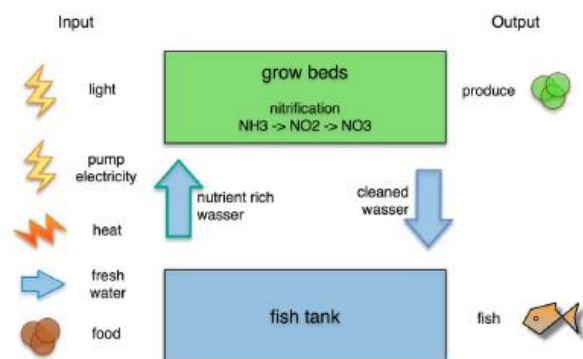 Input
Output
light
grow beds
nitrification
NH3 -> NO2 -> NO3
produce
pump
electricity
nutrient rich
wasser
cleaned
wasser
heat
fresh
water
fish tank
fish
food